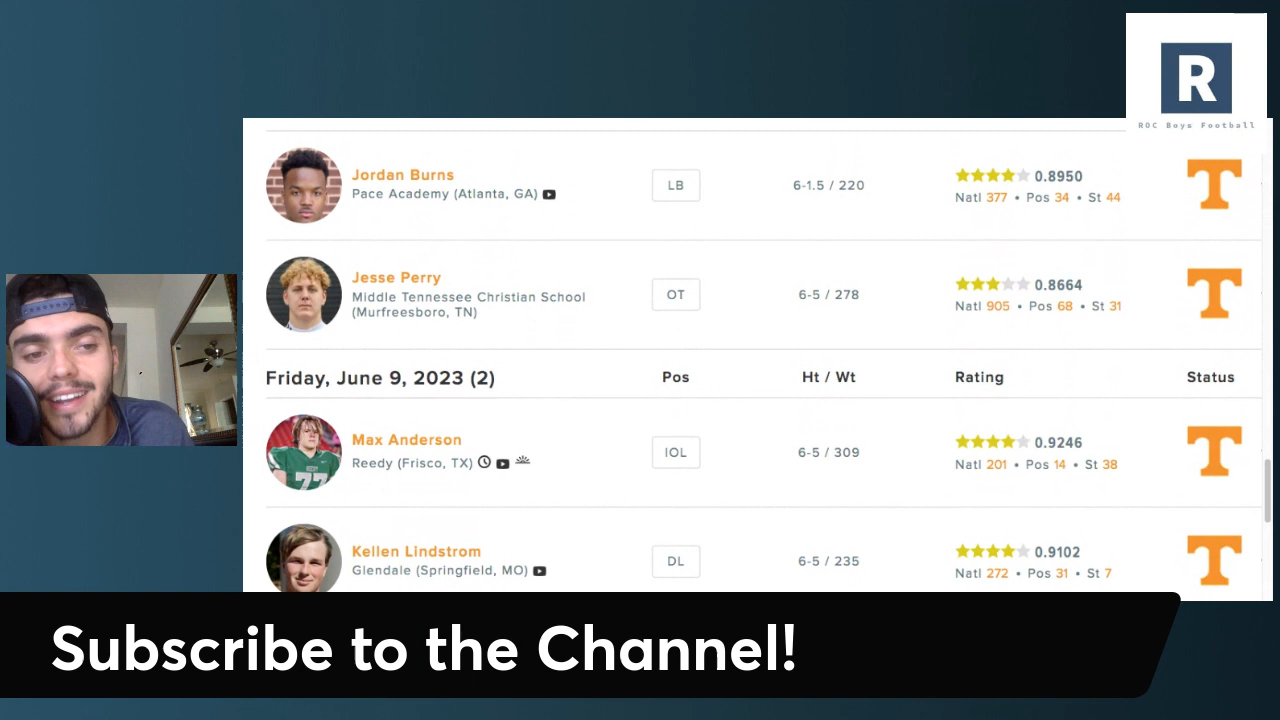 R
ROC Boys Football
Jordan Burns
Pace Academy (Atlanta, GA)
LB
6-1.5 / 220
0.8950
Natl 377 • Pos 34 • St 44
T
Jesse Perry
Middle Tennessee Christian School
(Murfreesboro, TN)
OT
6-5 / 278
0.8664
Natl 905 • Pos 68 • St 31
T
Friday, June 9, 2023 (2) Pos Ht / Wt Rating Status
Max Anderson
Reedy (Frisco, TX)
IOL
6-5 / 309
0.9246
Natl 201 • Pos 14 • St 38
T
77
Kellen Lindstrom
Glendale (Springfield, MO)
DL
6-5 / 235
0.9102
Natl 272 • Pos 31 • St 7
T
Subscribe to the Channel!